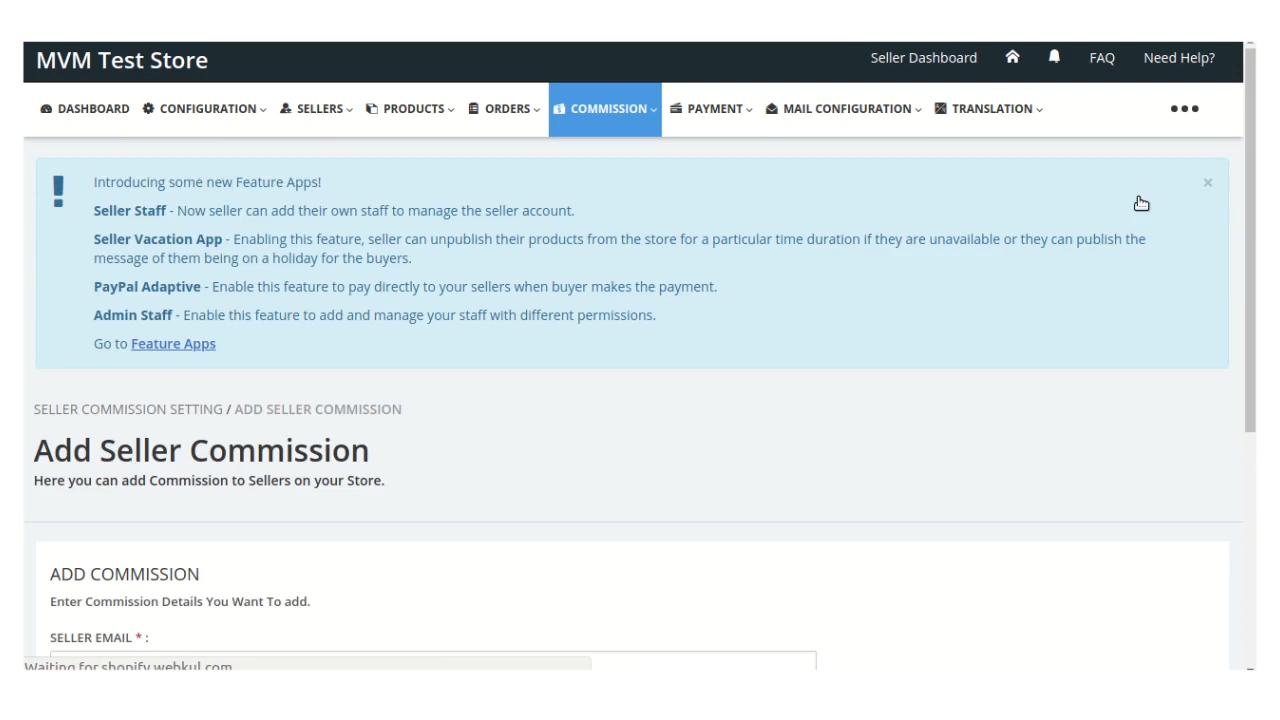 MVM Test Store
Seller Dashboard FAQ Need Help?
DASHBOARD CONFIGURATION SELLERS PRODUCTS ORDERS COMMISSION PAYMENT MAIL CONFIGURATION TRANSLATION
Introducing some new Feature Apps!
×
Seller Staff - Now seller can add their own staff to manage the seller account.
Seller Vacation App - Enabling this feature, seller can unpublish their products from the store for a particular time duration if they are unavailable or they can publish the
message of them being on a holiday for the buyers.
PayPal Adaptive - Enable this feature to pay directly to your sellers when buyer makes the payment.
Admin Staff - Enable this feature to add and manage your staff with different permissions.
Go to Feature Apps
SELLER COMMISSION SETTING / ADD SELLER COMMISSION
Add Seller Commission
Here you can add Commission to Sellers on your Store.
ADD COMMISSION
Enter Commission Details You Want To add.
SELLER EMAIL * :
Waiting for shopify.webkul.com